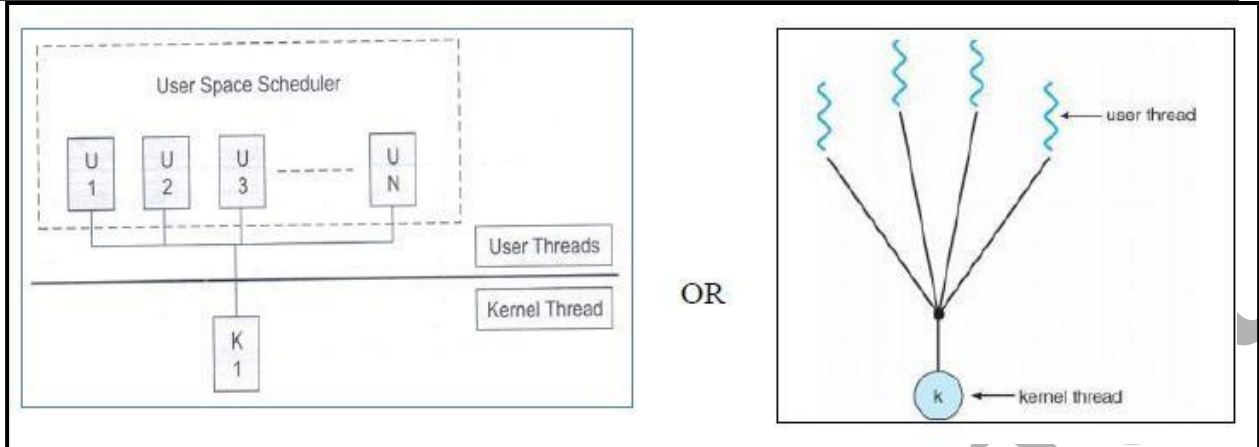 User Space Scheduler
U 1
U 2
U 3
U N
User Threads
Kernel Thread
K 1
OR
user thread
k
kernel thread